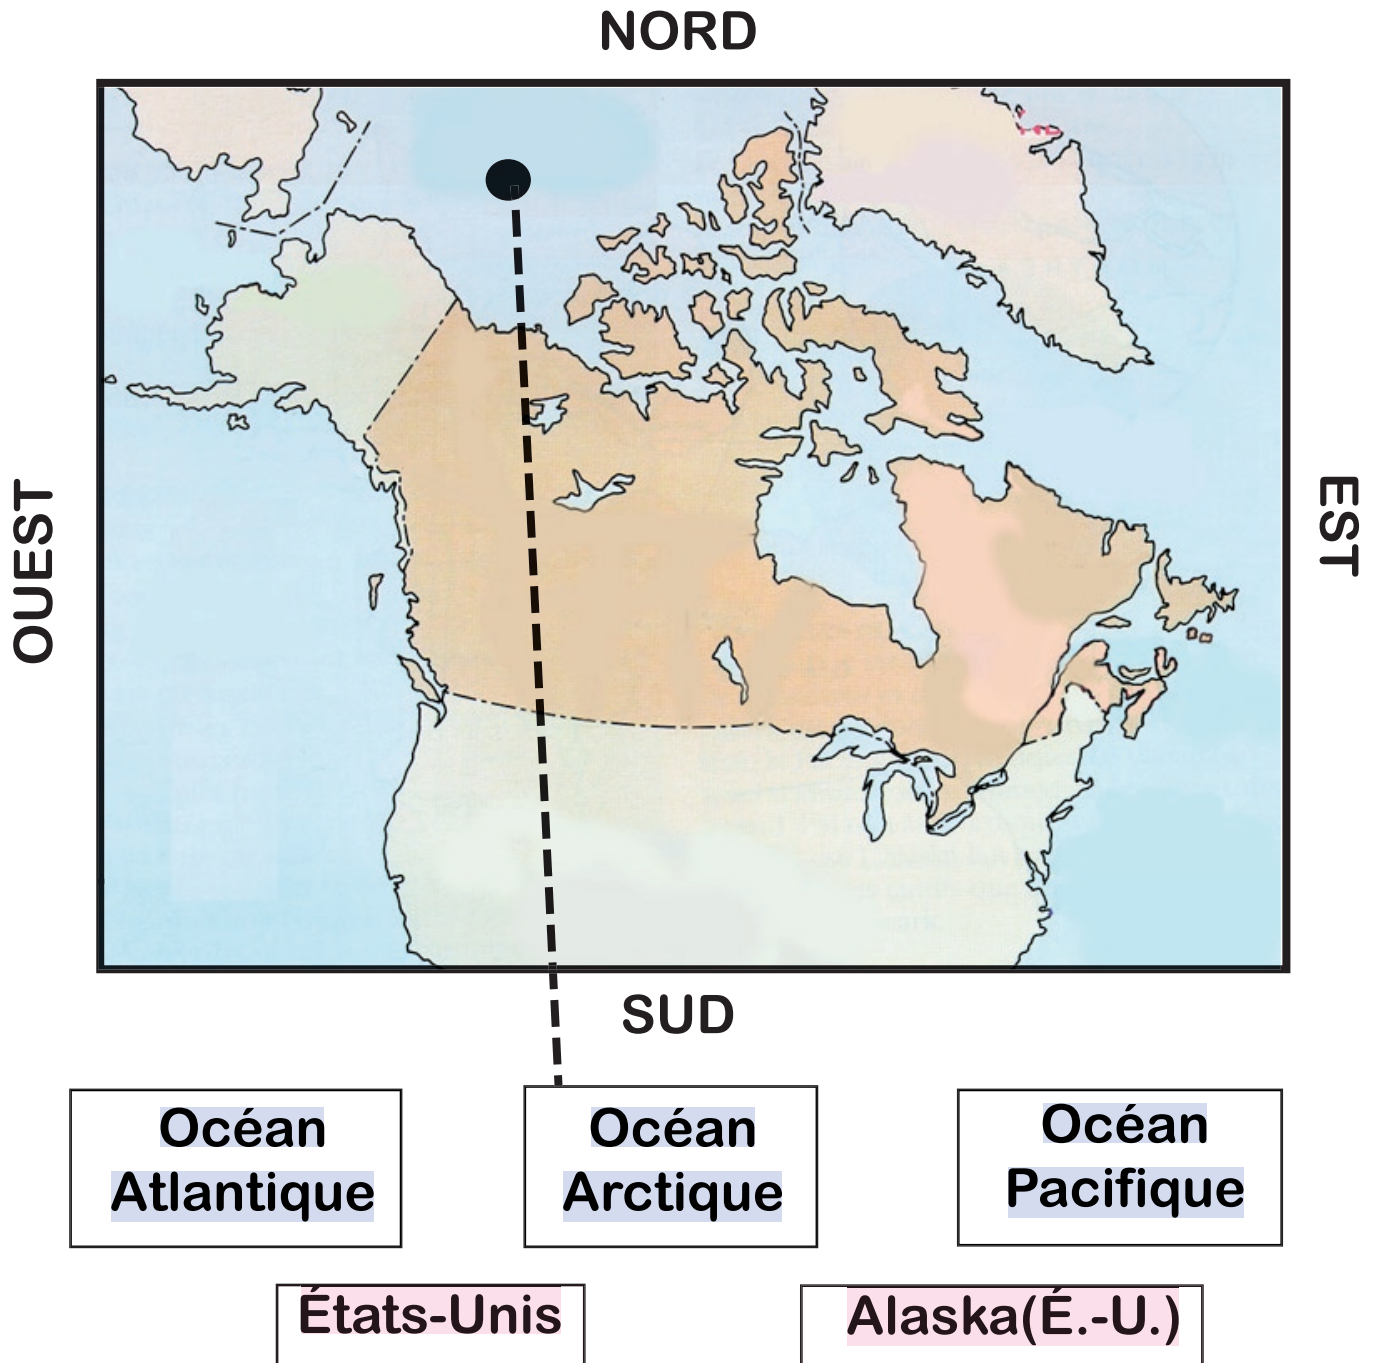 NORD
OUEST
EST
SUD
Océan
Atlantique
Océan
Arctique
Océan
Pacifique
États-Unis
Alaska(É.-U.)